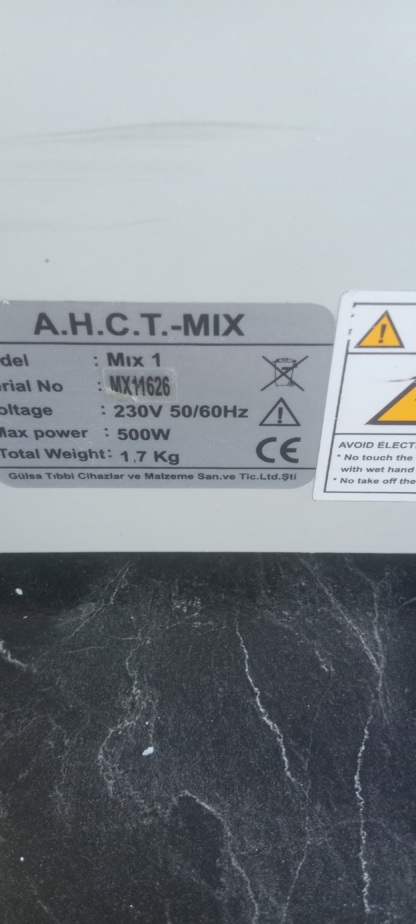 A.H.C.T.-MIX
del : Mıx 1
erial No : MX11626
oltage : 230V 50/60Hz
Max power : 500W
Total Weight: 1,7 Kg
CE
Gülsa Tıbbi Cihazlar ve Malzeme San.ve Tic.Ltd.Şti
AVOID ELECT
* No touch the
with wet hand
* No take off the